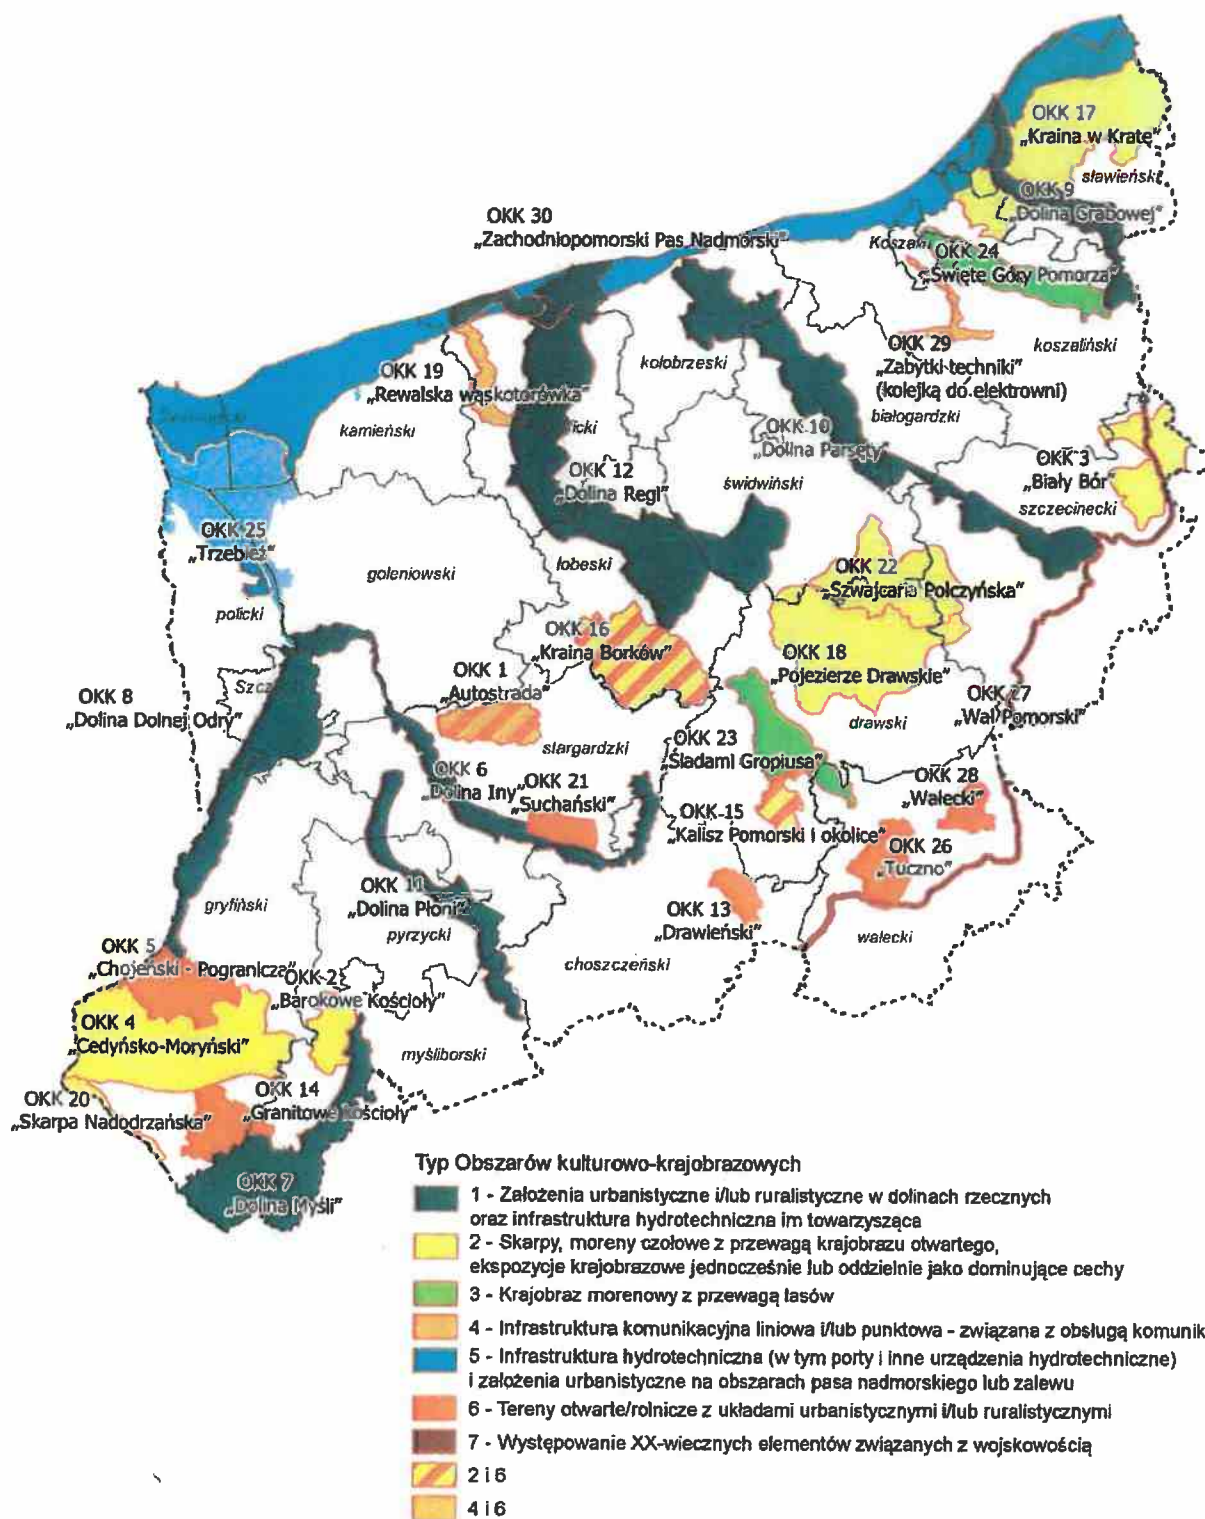 OKK 17
„Kraina w Kratę”
sławieński
OKK 9
„Dolina Grabowej”
OKK 30
„Zachodniopomorski Pas Nadmorski”
OKK 24
„Święte Góry Pomorza”
OKK 29
„Zabytki techniki”
(kolejką do elektrowni)
koszaliński
kołobrzeski
białogardzki
OKK 19
„Rewalska wąskotorówka”
kamieński
icki
OKK 10
„Dolina Parsęty”
OKK 12
„Dolina Regi”
świdwiński
OKK 3
„Biały Bór”
szczecinecki
OKK 25
„Trzebież”
goleniowski
łobeski
policki
OKK 22
„Szwajcaria Połczyńska”
OKK 16
„Kraina Borków”
OKK 18
„Pojezierze Drawskie”
drawski
OKK 1
„Autostrada”
OKK 8
„Dolina Dolnej Odry”
OKK 27
„Wał Pomorski”
stargardzki
OKK 23
„Śladami Gropiusa”
OKK 6
„Dolina Iny”
OKK 21
„Suchański”
OKK 28
„Wałecki”
OKK-15
„Kalisz Pomorski i okolice”
OKK 26
„Tuczno”
OKK 11
„Dolina Płoni”
gryfiński
pyrzycki
OKK 13
„Drawieński”
wałecki
choszczeński
OKK 5
„Chojeński - Pogranicza”
OKK-2
„Barokowe Kościoły”
OKK 4
„Cedyńsko-Moryński”
myśliborski
OKK 20
„Skarpa Nadodrzańska”
OKK 14
„Granitowe Kościoły”
OKK 7
„Dolina Myśli”
Typ Obszarów kulturowo-krajobrazowych
1 - Założenia urbanistyczne i/lub ruralistyczne w dolinach rzecznych
oraz infrastruktura hydrotechniczna im towarzysząca
2 - Skarpy, moreny czołowe z przewagą krajobrazu otwartego,
ekspozycje krajobrazowe jednocześnie lub oddzielnie jako dominujące cechy
3 - Krajobraz morenowy z przewagą lasów
4 - Infrastruktura komunikacyjna liniowa i/lub punktowa - związana z obsługą komunik
5 - Infrastruktura hydrotechniczna (w tym porty i inne urządzenia hydrotechniczne)
i założenia urbanistyczne na obszarach pasa nadmorskiego lub zalewu
6 - Tereny otwarte/rolnicze z układami urbanistycznymi i/lub ruralistycznymi
7 - Występowanie XX-wiecznych elementów związanych z wojskowością
2 i 6
4 i 6